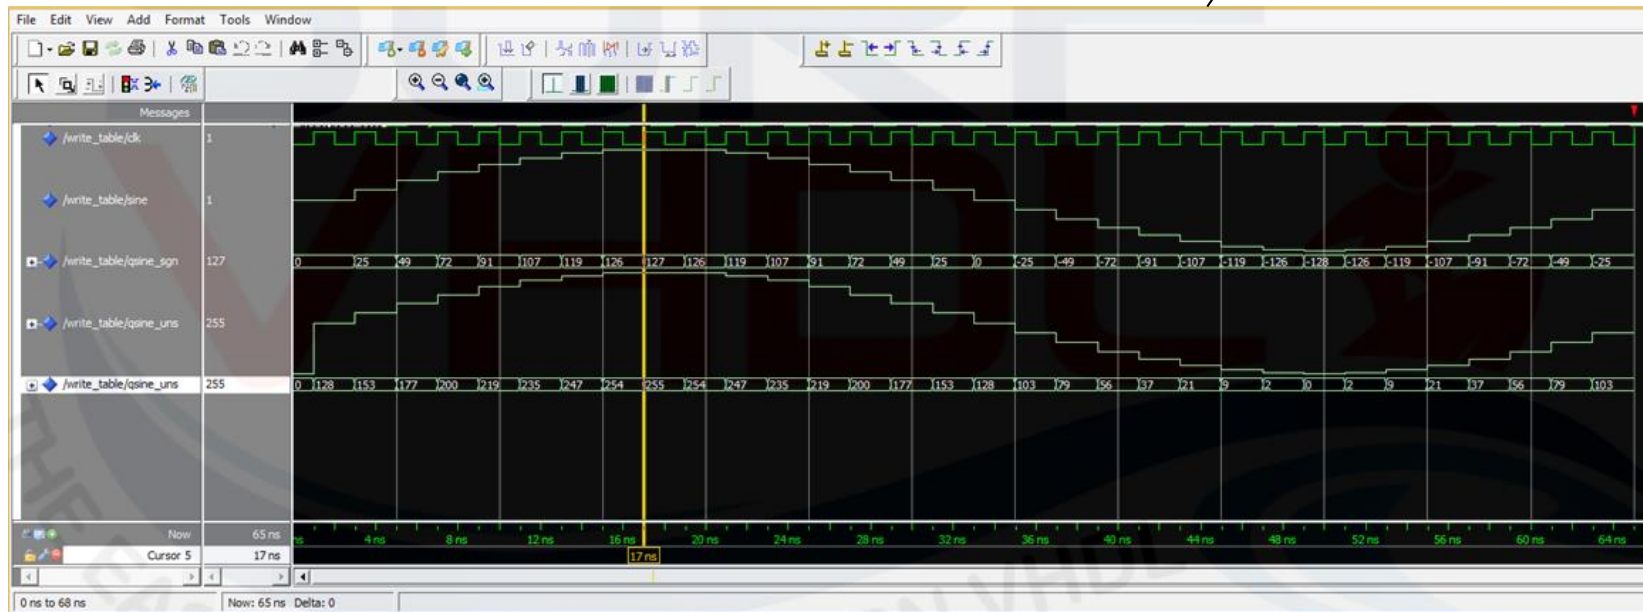 File Edit View Add Format Tools Window
Messages
/write_table/clk 1
/write_table/sine 1
/write_table/qsine_sgn 127 0 25 49 72 91 107 119 126 127 126 119 107 91 72 49 25 0 -25 -49 -72 -91 -107 -119 -126 -128 -126 -119 -107 -91 -72 -49 -25
/write_table/qsine_uns 255
/write_table/qsine_uns 255 0 128 153 177 200 219 235 247 254 255 254 247 235 219 200 177 153 128 103 79 56 37 21 9 2 0 2 9 21 37 56 79 103
Now 65 ns ns 4 ns 8 ns 12 ns 16 ns 20 ns 24 ns 28 ns 32 ns 36 ns 40 ns 44 ns 48 ns 52 ns 56 ns 60 ns 64 ns
Cursor 5 17 ns 17 ns
0 ns to 68 ns Now: 65 ns Delta: 0
VHDL
THE EAS
ON VHDL